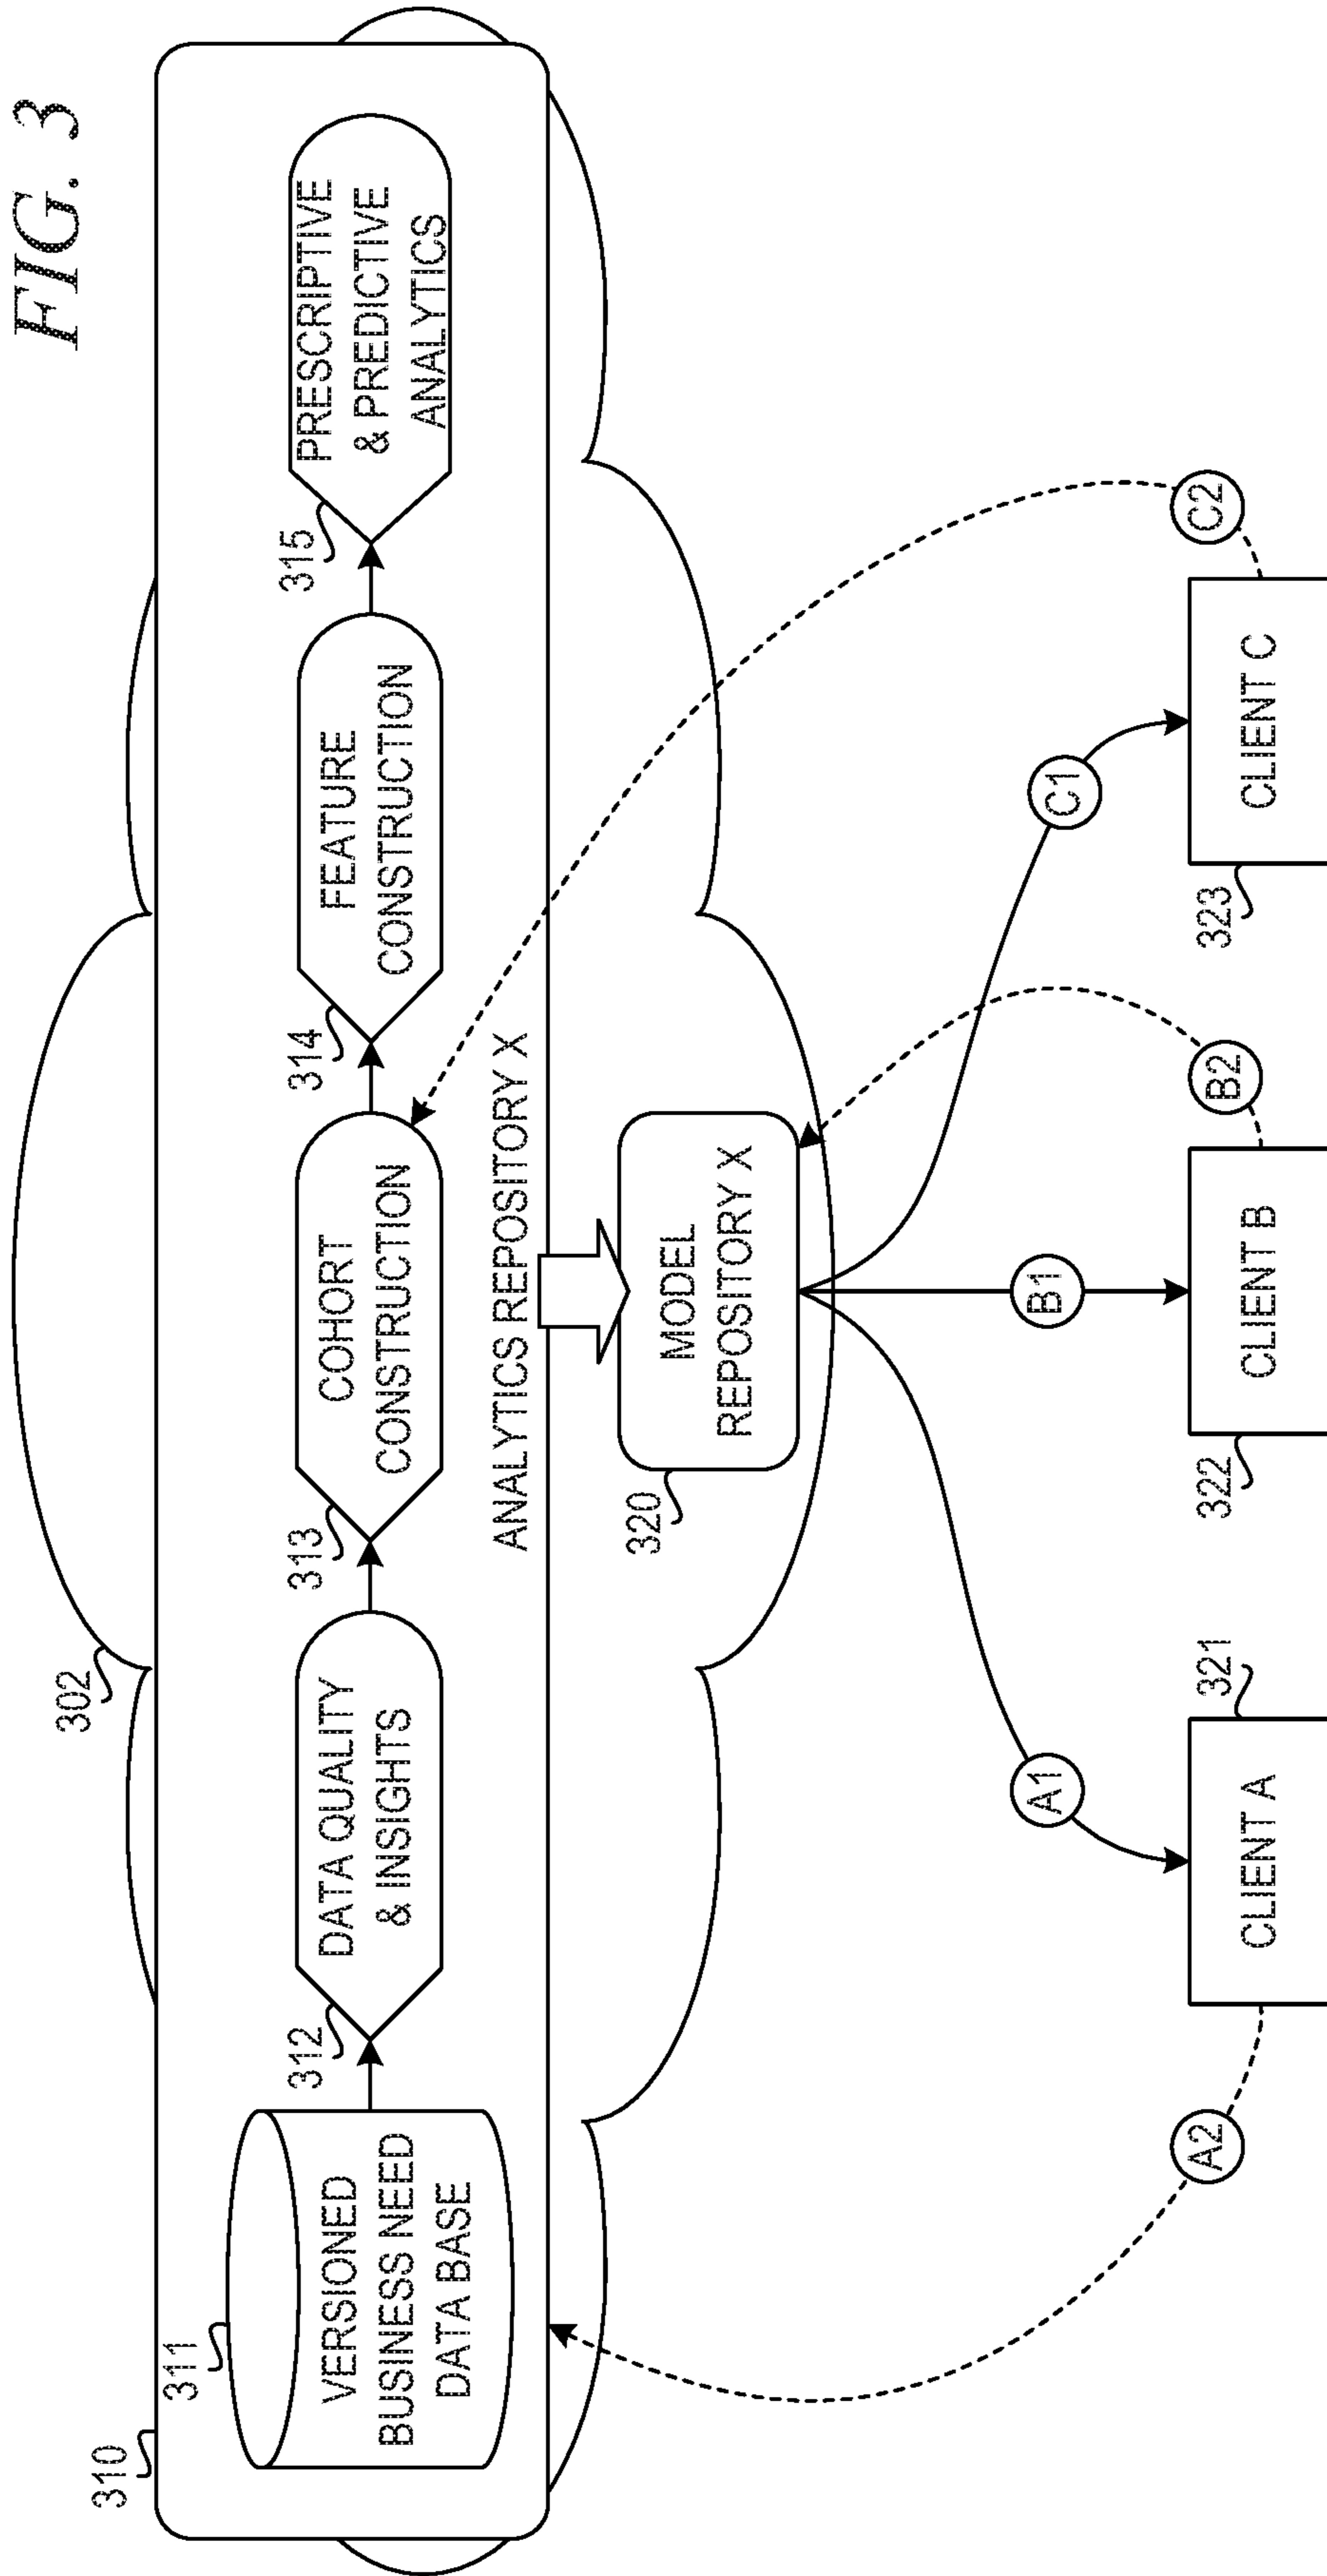 FIG. 3
302
310
311
VERSIONED
BUSINESS NEED
DATA BASE
312
DATA QUALITY
& INSIGHTS
313
COHORT
CONSTRUCTION
314
FEATURE
CONSTRUCTION
315
PRESCRIPTIVE
& PREDICTIVE
ANALYTICS
ANALYTICS REPOSITORY X
320
MODEL
REPOSITORY X
A1
B1
C1
A2
B2
C2
321
CLIENT A
322
CLIENT B
323
CLIENT C